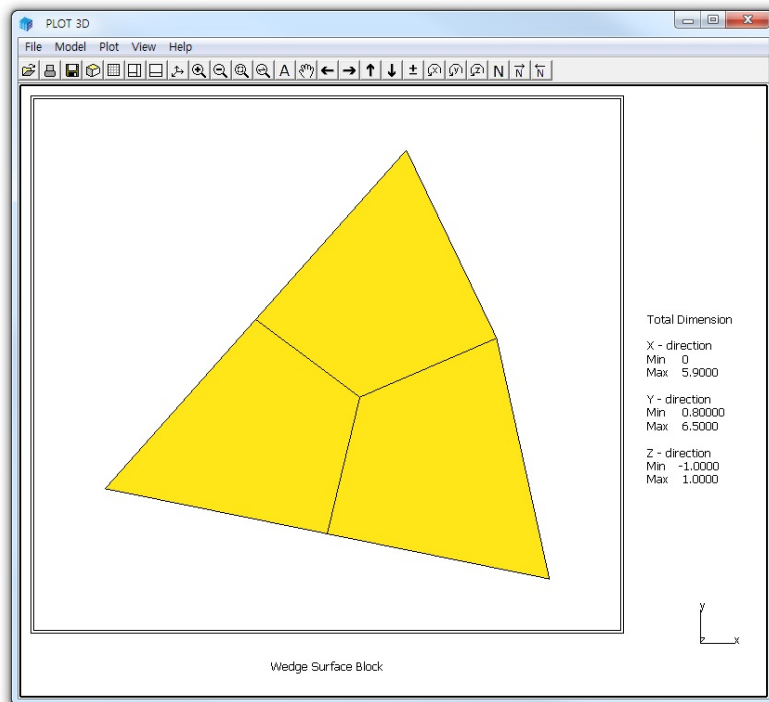 PLOT 3D
File Model Plot View Help
A X Y Z N N N
Total Dimension
X - direction
Min 0
Max 5.9000
Y - direction
Min 0.80000
Max 6.5000
Z - direction
Min -1.0000
Max 1.0000
y
z x
Wedge Surface Block